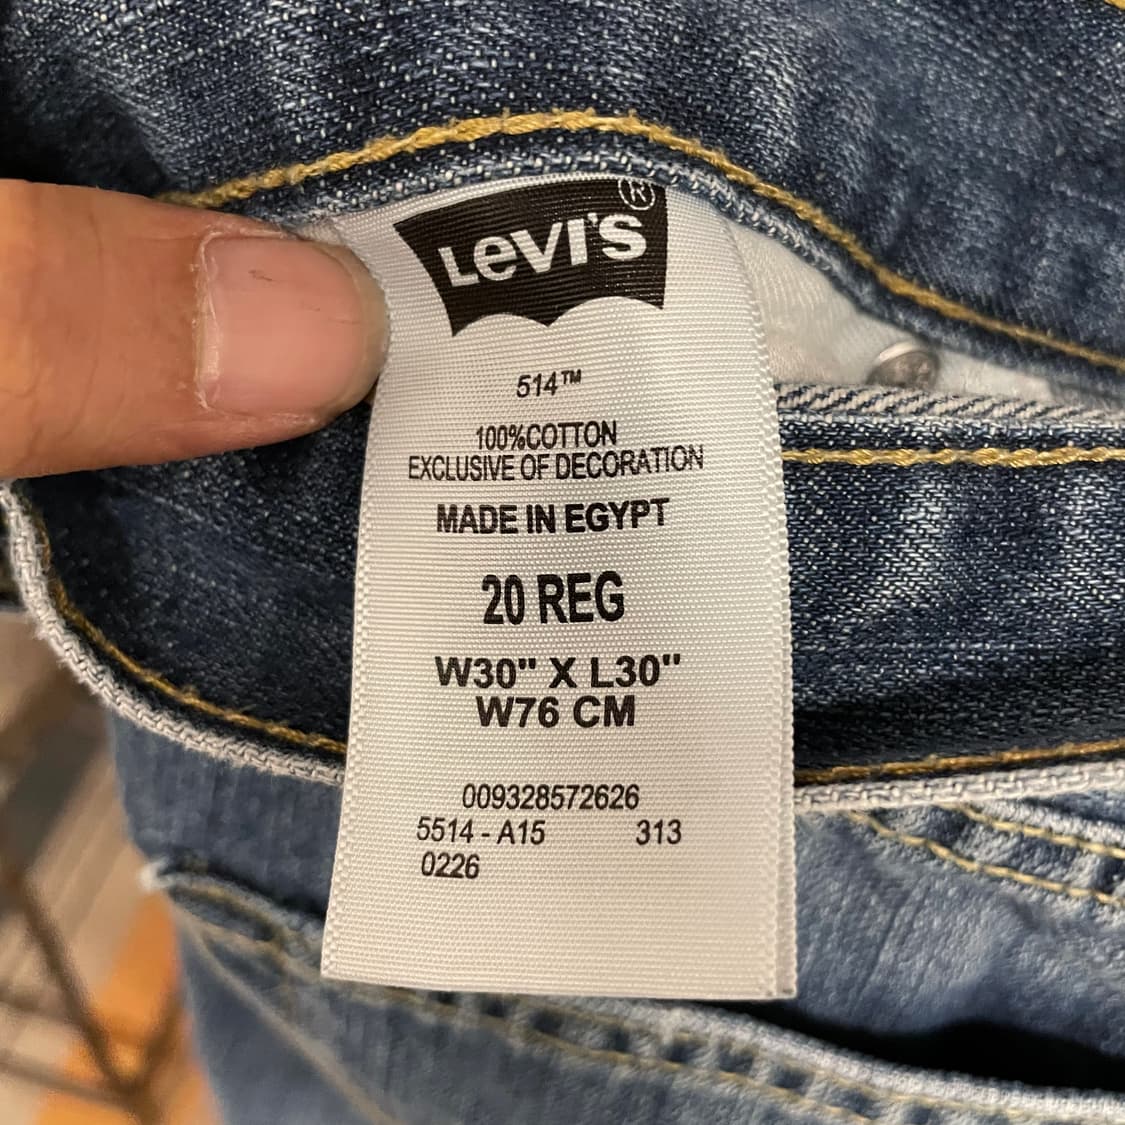 LEVI'S ®
514™
100%COTTON
EXCLUSIVE OF DECORATION
MADE IN EGYPT
20 REG
W30" X L30"
W76 CM
009328572626
5514 - A15 313
0226